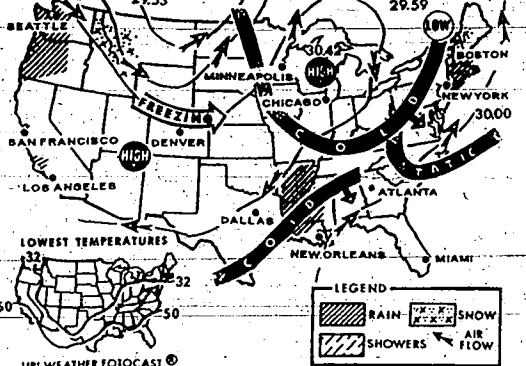 29.53
29.59
SEATTLE
LOW
BOSTON
30.42
MINNEAPOLIS
HIGH
CHICAGO
NEW YORK
FREEZING
COLD
30.00
SAN FRANCISCO
DENVER
HIGH
STATIC
LOS ANGELES
ATLANTA
DALLAS
COLD
LOWEST TEMPERATURES
NEW ORLEANS
MIAMI
32
32
50
50
LEGEND
RAIN
SNOW
SHOWERS
AIR
FLOW
UPI WEATHER FOTOCAST ®